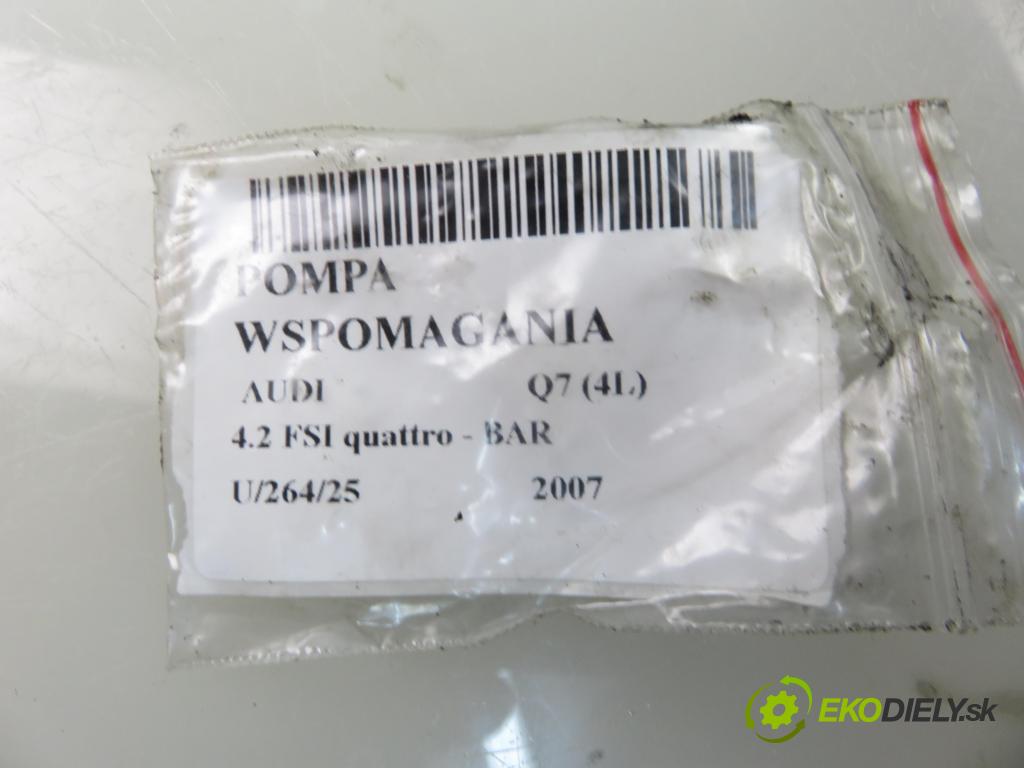 POMPA
WSPOMAGANIA
AUDI Q7 (4L)
4.2 FSI quattro - BAR
U/264/25 2007
EKODIELY.sk